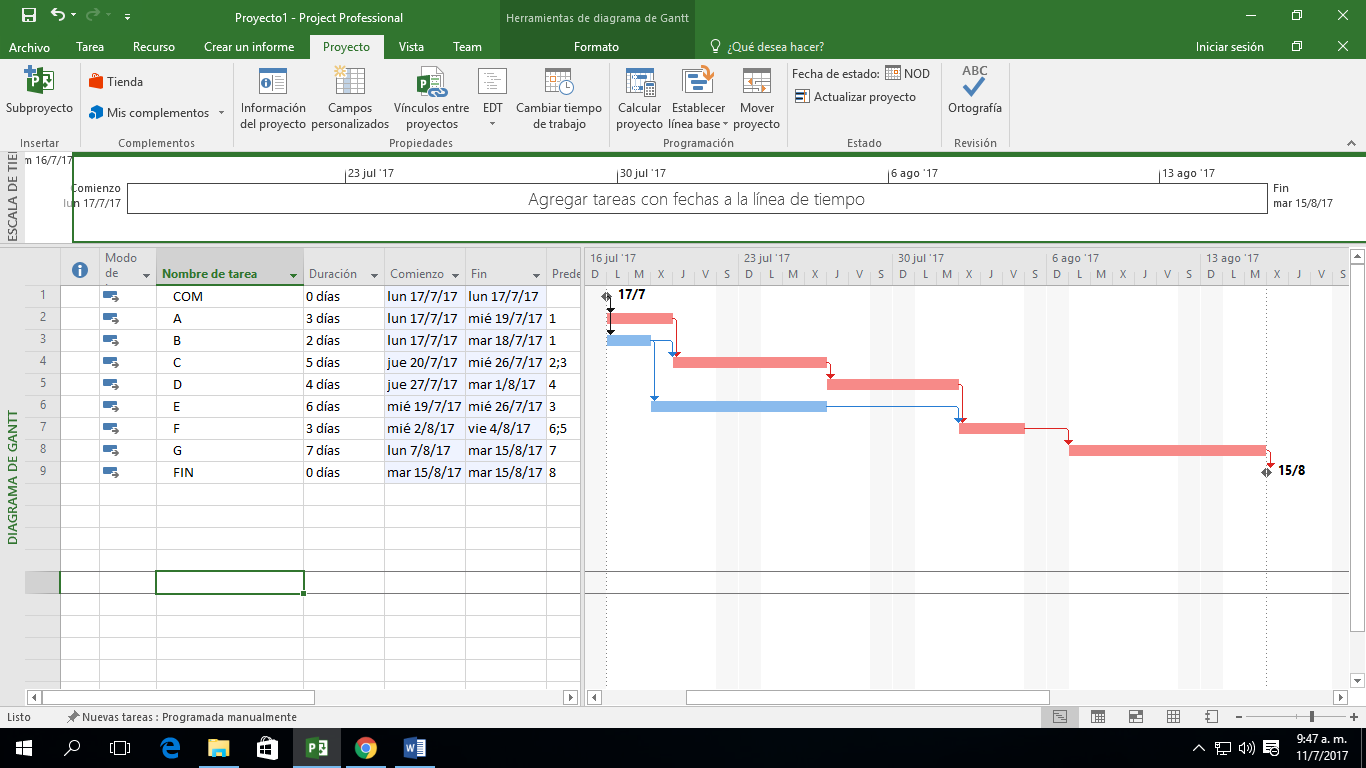 Proyecto1 - Project Professional
Herramientas de diagrama de Gantt
Archivo Tarea Recurso Crear un informe Proyecto Vista Team Formato ¿Qué desea hacer? Iniciar sesión
Subproyecto
Tienda
Mis complementos
Información del proyecto
Campos personalizados
Vínculos entre proyectos
EDT
Cambiar tiempo de trabajo
Calcular proyecto
Establecer línea base
Mover proyecto
Fecha de estado: NOD
Actualizar proyecto
ABC
Ortografía
Insertar Complementos Propiedades Programación Estado Revisión
ESCALA DE TIE
m 16/7/17
23 jul '17 30 jul '17 6 ago '17 13 ago '17
Comienzo
lun 17/7/17
Agregar tareas con fechas a la línea de tiempo
Fin
mar 15/8/17
DIAGRAMA DE GANTT
Modo de Nombre de tarea Duración Comienzo Fin Prede
16 jul '17 23 jul '17 30 jul '17 6 ago '17 13 ago '17
D L M X J V S D L M X J V S D L M X J V S D L M X J V S D L M X J V S
1 COM 0 días lun 17/7/17 lun 17/7/17
2 A 3 días lun 17/7/17 mié 19/7/17 1
3 B 2 días lun 17/7/17 mar 18/7/17 1
4 C 5 días jue 20/7/17 mié 26/7/17 2;3
5 D 4 días jue 27/7/17 mar 1/8/17 4
6 E 6 días mié 19/7/17 mié 26/7/17 3
7 F 3 días mié 2/8/17 vie 4/8/17 6;5
8 G 7 días lun 7/8/17 mar 15/8/17 7
9 FIN 0 días mar 15/8/17 mar 15/8/17 8
17/7
15/8
Listo Nuevas tareas : Programada manualmente
9:47 a. m.
11/7/2017